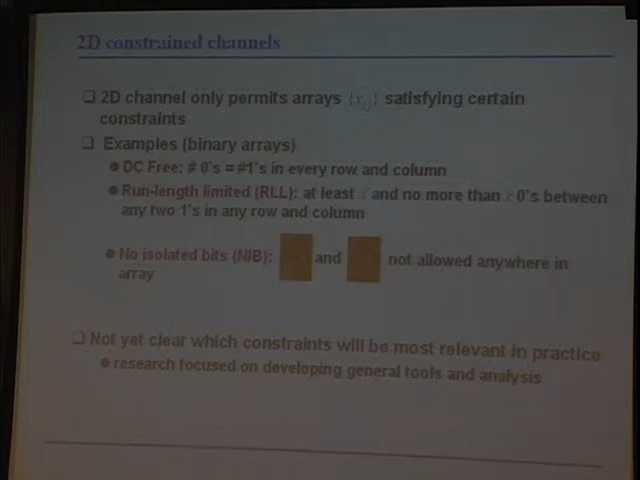 2D constrained channels
❑ 2D channel only permits arrays {x_{i,j}} satisfying certain
constraints
❑ Examples (binary arrays)
● DC Free: # 0's = #1's in every row and column
● Run-length limited (RLL): at least and no more than 0's between
any two 1's in any row and column
● No isolated bits (NIB): and not allowed anywhere in
array
❑ Not yet clear which constraints will be most relevant in practice
● research focused on developing general tools and analysis